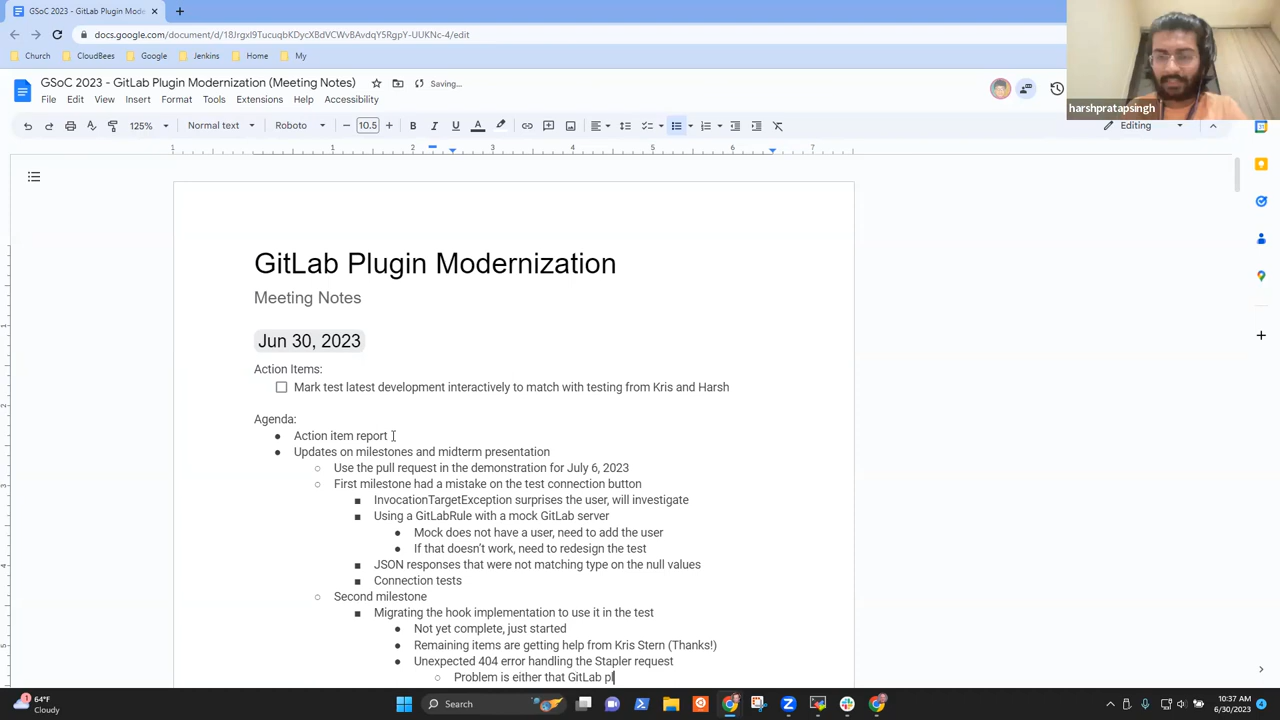 GSoC 2023 - GitLab Plugin Mode
docs.google.com/document/d/18Jrgxl9TucuqbKDycXBdVCWvBAvdqY5RgpY-UUKNc-4/edit
Church CloudBees Google Jenkins Home My
harshpratapsingh
GSoC 2023 - GitLab Plugin Modernization (Meeting Notes) Saving...
File Edit View Insert Format Tools Extensions Help Accessibility
125% Normal text Roboto 10.5 Editing
1 1 2 3 4 5 6 7
GitLab Plugin Modernization
Meeting Notes
Jun 30, 2023
Action Items:
Mark test latest development interactively to match with testing from Kris and Harsh
Agenda:
● Action item report
● Updates on milestones and midterm presentation
○ Use the pull request in the demonstration for July 6, 2023
○ First milestone had a mistake on the test connection button
■ InvocationTargetException surprises the user, will investigate
■ Using a GitLabRule with a mock GitLab server
● Mock does not have a user, need to add the user
● If that doesn't work, need to redesign the test
■ JSON responses that were not matching type on the null values
■ Connection tests
○ Second milestone
■ Migrating the hook implementation to use it in the test
● Not yet complete, just started
● Remaining items are getting help from Kris Stern (Thanks!)
● Unexpected 404 error handling the Stapler request
○ Problem is either that GitLab pl
64°F
Cloudy
Search
10:37 AM
6/30/2023